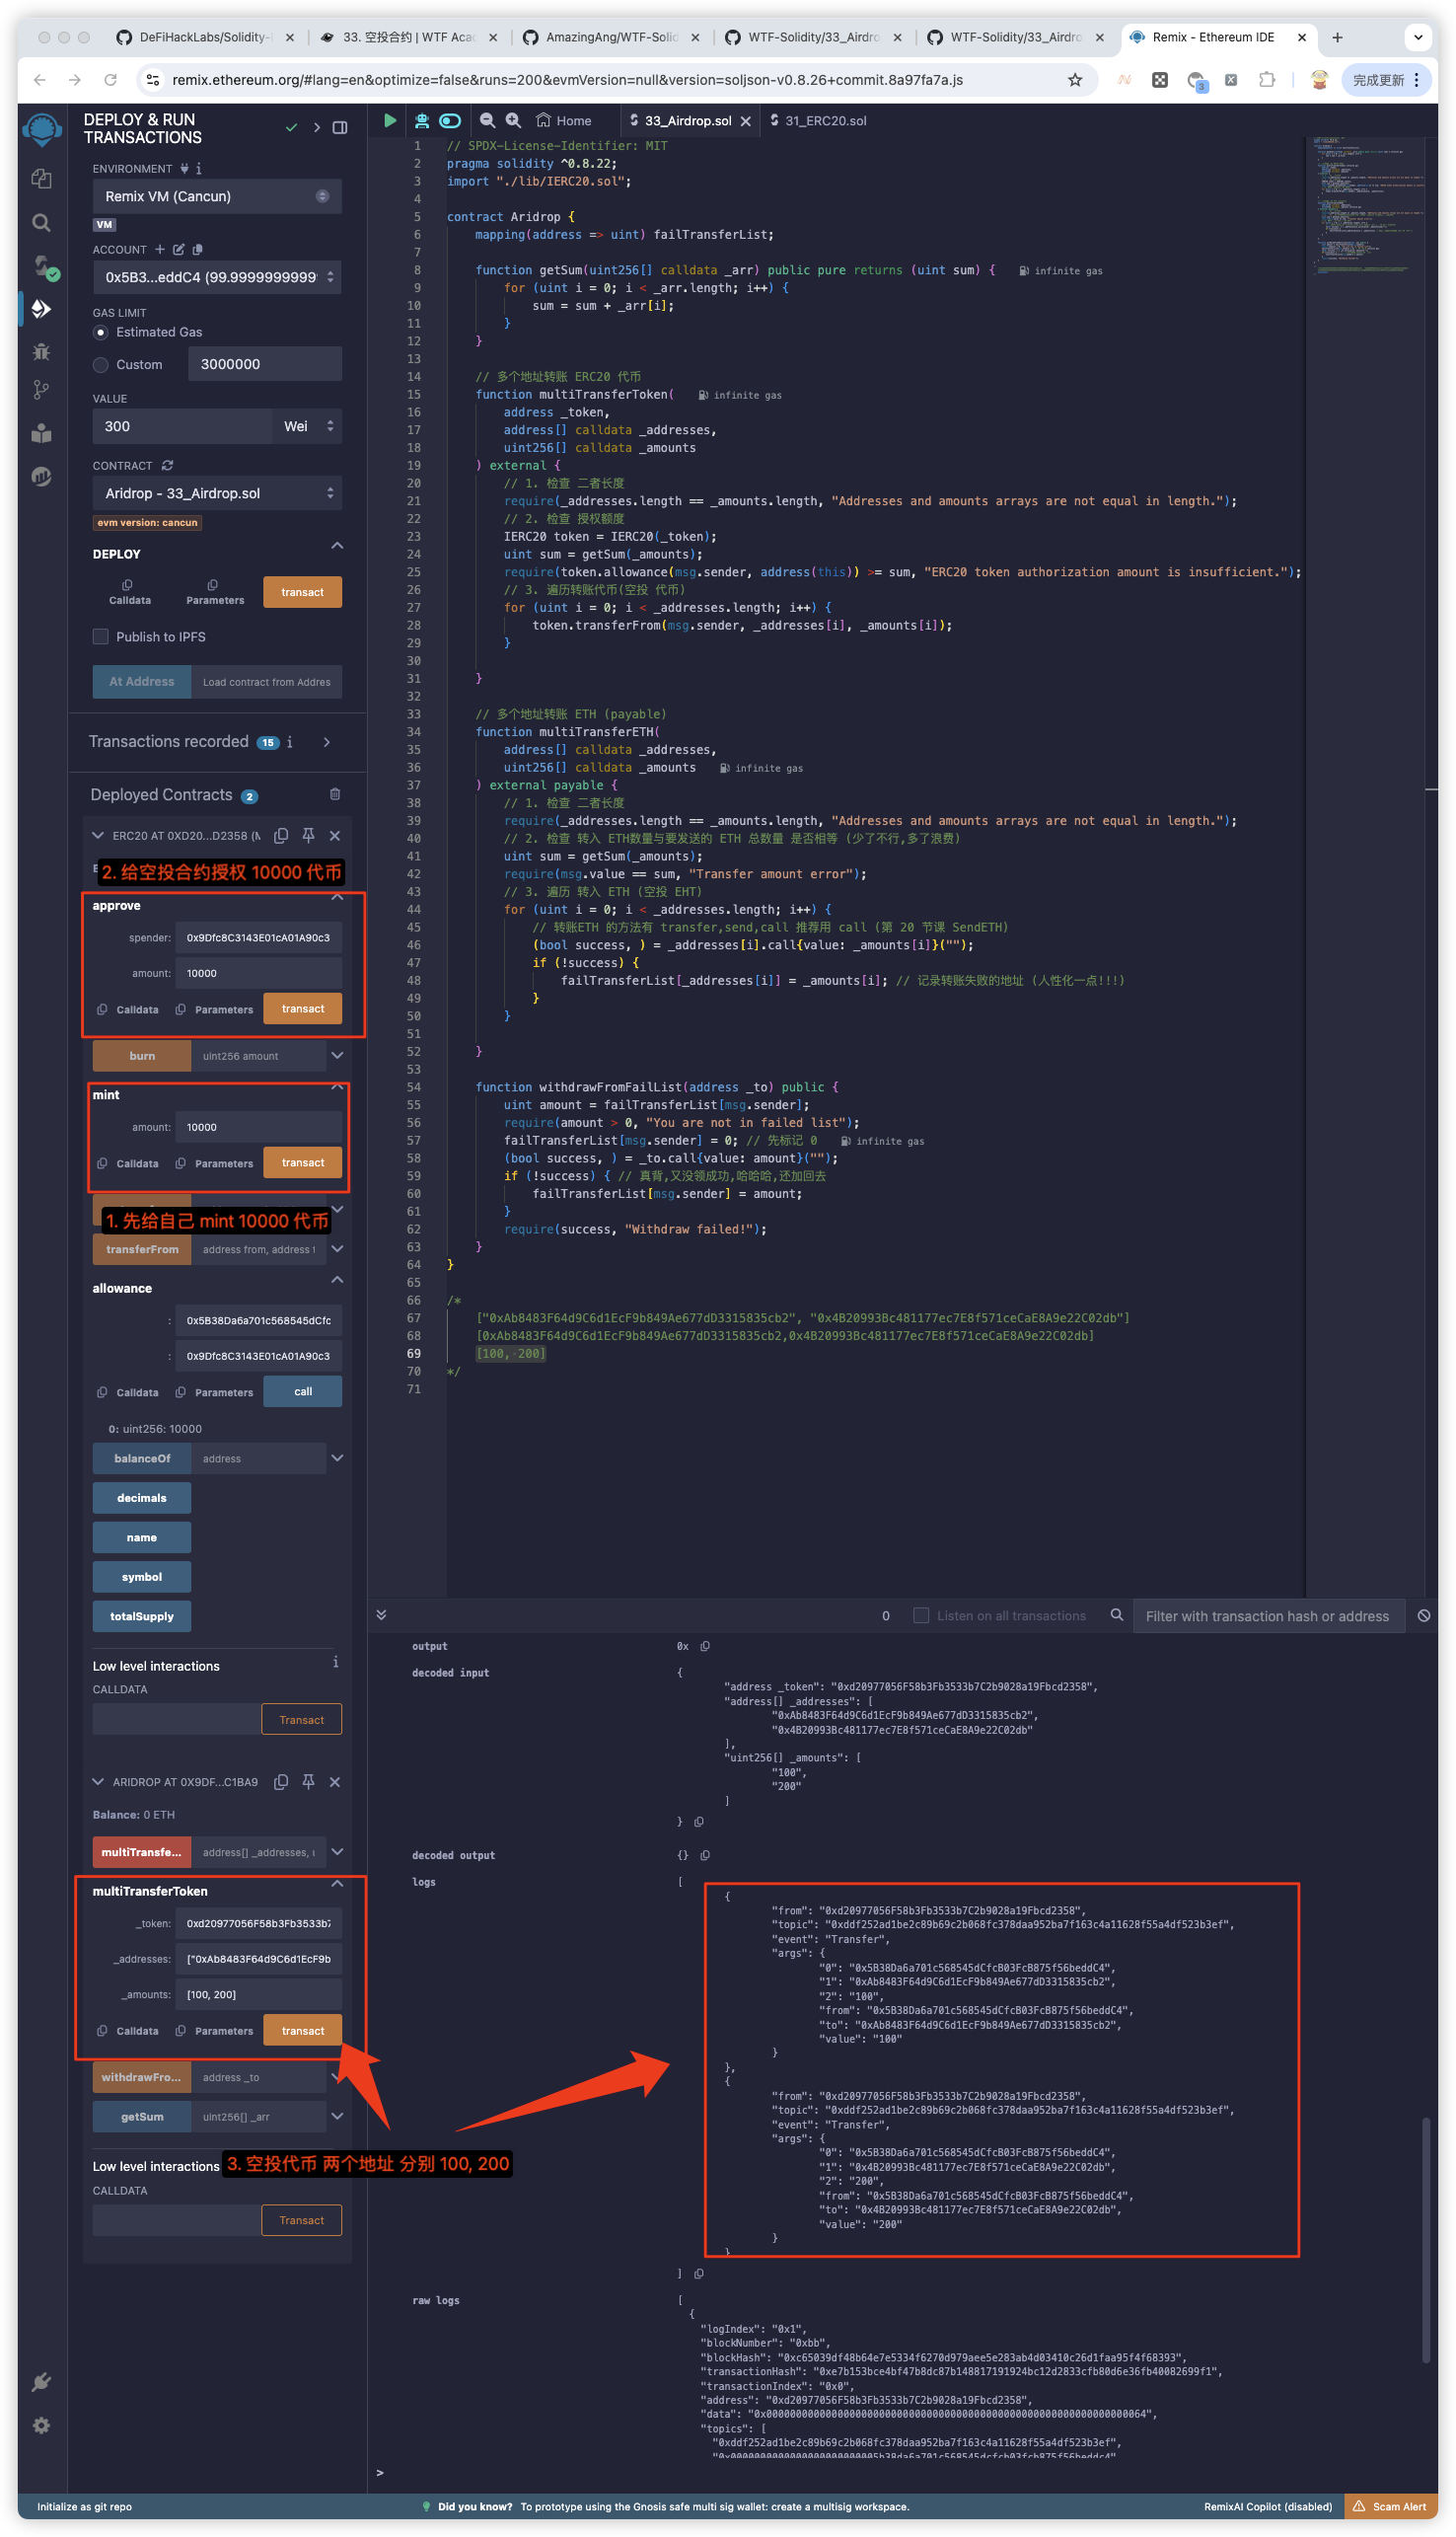 DeFiHackLabs/Solidity-
33. 空投合约 | WTF Aca
AmazingAng/WTF-Solid
WTF-Solidity/33_Airdro
WTF-Solidity/33_Airdro
Remix - Ethereum IDE
remix.ethereum.org/#lang=en&optimize=false&runs=200&evmVersion=null&version=soljson-v0.8.26+commit.8a97fa7a.js
3
完成更新
DEPLOY & RUN
TRANSACTIONS
ENVIRONMENT
Remix VM (Cancun)
VM
ACCOUNT
0x5B3...eddC4 (99.9999999999
GAS LIMIT
Estimated Gas
Custom
3000000
VALUE
300
Wei
CONTRACT
Aridrop - 33_Airdrop.sol
evm version: cancun
DEPLOY
Calldata
Parameters
transact
Publish to IPFS
At Address
Load contract from Addres
Transactions recorded 15
Deployed Contracts 2
ERC20 AT 0XD20...D2358 (M
2. 给空投合约授权 10000 代币
approve
spender: 0x9Dfc8C3143E01cA01A90c3
amount: 10000
Calldata Parameters transact
burn uint256 amount
mint
amount: 10000
Calldata Parameters transact
1. 先给自己 mint 10000 代币
transferFrom address from, address t
allowance
: 0x5B38Da6a701c568545dCfc
: 0x9Dfc8C3143E01cA01A90c3
Calldata Parameters call
0: uint256: 10000
balanceOf address
decimals
name
symbol
totalSupply
Low level interactions
CALLDATA
Transact
ARIDROP AT 0X9DF...C1BA9
Balance: 0 ETH
multiTransfe... address[] _addresses, u
multiTransferToken
_token: 0xd20977056F58b3Fb3533b7
_addresses: ["0xAb8483F64d9C6d1EcF9b
_amounts: [100, 200]
Calldata Parameters transact
withdrawFro... address _to
getSum uint256[] _arr
3. 空投代币 两个地址 分别 100, 200
Low level interactions
CALLDATA
Transact
Home
33_Airdrop.sol
31_ERC20.sol
1 // SPDX-License-Identifier: MIT
2 pragma solidity ^0.8.22;
3 import "./lib/IERC20.sol";
4
5 contract Aridrop {
6 mapping(address => uint) failTransferList;
7
8 function getSum(uint256[] calldata _arr) public pure returns (uint sum) { infinite gas
9 for (uint i = 0; i < _arr.length; i++) {
10 sum = sum + _arr[i];
11 }
12 }
13
14 // 多个地址转账 ERC20 代币
15 function multiTransferToken( infinite gas
16 address _token,
17 address[] calldata _addresses,
18 uint256[] calldata _amounts
19 ) external {
20 // 1. 检查 二者长度
21 require(_addresses.length == _amounts.length, "Addresses and amounts arrays are not equal in length.");
22 // 2. 检查 授权额度
23 IERC20 token = IERC20(_token);
24 uint sum = getSum(_amounts);
25 require(token.allowance(msg.sender, address(this)) >= sum, "ERC20 token authorization amount is insufficient.");
26 // 3. 遍历转账代币(空投 代币)
27 for (uint i = 0; i < _addresses.length; i++) {
28 token.transferFrom(msg.sender, _addresses[i], _amounts[i]);
29 }
30
31 }
32
33 // 多个地址转账 ETH (payable)
34 function multiTransferETH(
35 address[] calldata _addresses,
36 uint256[] calldata _amounts infinite gas
37 ) external payable {
38 // 1. 检查 二者长度
39 require(_addresses.length == _amounts.length, "Addresses and amounts arrays are not equal in length.");
40 // 2. 检查 转入 ETH数量与要发送的 ETH 总数量 是否相等 (少了不行,多了浪费)
41 uint sum = getSum(_amounts);
42 require(msg.value == sum, "Transfer amount error");
43 // 3. 遍历 转入 ETH (空投 EHT)
44 for (uint i = 0; i < _addresses.length; i++) {
45 // 转账ETH 的方法有 transfer,send,call 推荐用 call (第 20 节课 SendETH)
46 (bool success, ) = _addresses[i].call{value: _amounts[i]}("");
47 if (!success) {
48 failTransferList[_addresses[i]] = _amounts[i]; // 记录转账失败的地址 (人性化一点!!!)
49 }
50 }
51
52 }
53
54 function withdrawFromFailList(address _to) public {
55 uint amount = failTransferList[msg.sender];
56 require(amount > 0, "You are not in failed list");
57 failTransferList[msg.sender] = 0; // 先标记 0 infinite gas
58 (bool success, ) = _to.call{value: amount}("");
59 if (!success) { // 真背,又没领成功,哈哈哈,还加回去
60 failTransferList[msg.sender] = amount;
61 }
62 require(success, "Withdraw failed!");
63 }
64 }
65
66 /*
67 ["0xAb8483F64d9C6d1EcF9b849Ae677dD3315835cb2", "0x4B20993Bc481177ec7E8f571ceCaE8A9e22C02db"]
68 [0xAb8483F64d9C6d1EcF9b849Ae677dD3315835cb2,0x4B20993Bc481177ec7E8f571ceCaE8A9e22C02db]
69 [100, 200]
70 */
71
0 Listen on all transactions Filter with transaction hash or address
output 0x
decoded input {
"address _token": "0xd20977056F58b3Fb3533b7C2b9028a19Fbcd2358",
"address[] _addresses": [
"0xAb8483F64d9C6d1EcF9b849Ae677dD3315835cb2",
"0x4B20993Bc481177ec7E8f571ceCaE8A9e22C02db"
],
"uint256[] _amounts": [
"100",
"200"
]
}
decoded output {}
logs [
{
"from": "0xd20977056F58b3Fb3533b7C2b9028a19Fbcd2358",
"topic": "0xddf252ad1be2c89b69c2b068fc378daa952ba7f163c4a11628f55a4df523b3ef",
"event": "Transfer",
"args": {
"0": "0x5B38Da6a701c568545dCfcB03FcB875f56beddC4",
"1": "0xAb8483F64d9C6d1EcF9b849Ae677dD3315835cb2",
"2": "100",
"from": "0x5B38Da6a701c568545dCfcB03FcB875f56beddC4",
"to": "0xAb8483F64d9C6d1EcF9b849Ae677dD3315835cb2",
"value": "100"
}
},
{
"from": "0xd20977056F58b3Fb3533b7C2b9028a19Fbcd2358",
"topic": "0xddf252ad1be2c89b69c2b068fc378daa952ba7f163c4a11628f55a4df523b3ef",
"event": "Transfer",
"args": {
"0": "0x5B38Da6a701c568545dCfcB03FcB875f56beddC4",
"1": "0x4B20993Bc481177ec7E8f571ceCaE8A9e22C02db",
"2": "200",
"from": "0x5B38Da6a701c568545dCfcB03FcB875f56beddC4",
"to": "0x4B20993Bc481177ec7E8f571ceCaE8A9e22C02db",
"value": "200"
}
}
]
raw logs [
{
"logIndex": "0x1",
"blockNumber": "0xbb",
"blockHash": "0xc65039df48b64e7e5334f6270d979aee5e283ab4d03410c26d1faa95f4f68393",
"transactionHash": "0xe7b153bce4bf47b8dc87b148817191924bc12d2833cfb80d6e36fb40082699f1",
"transactionIndex": "0x0",
"address": "0xd20977056F58b3Fb3533b7C2b9028a19Fbcd2358",
"data": "0x0000000000000000000000000000000000000000000000000000000000000064",
"topics": [
"0xddf252ad1be2c89b69c2b068fc378daa952ba7f163c4a11628f55a4df523b3ef",
"0x0000000000000000000000005b38da6a701c568545dcfcb03fcb875f56beddc4"
>
Initialize as git repo
Did you know? To prototype using the Gnosis safe multi sig wallet: create a multisig workspace.
RemixAI Copilot (disabled)
Scam Alert